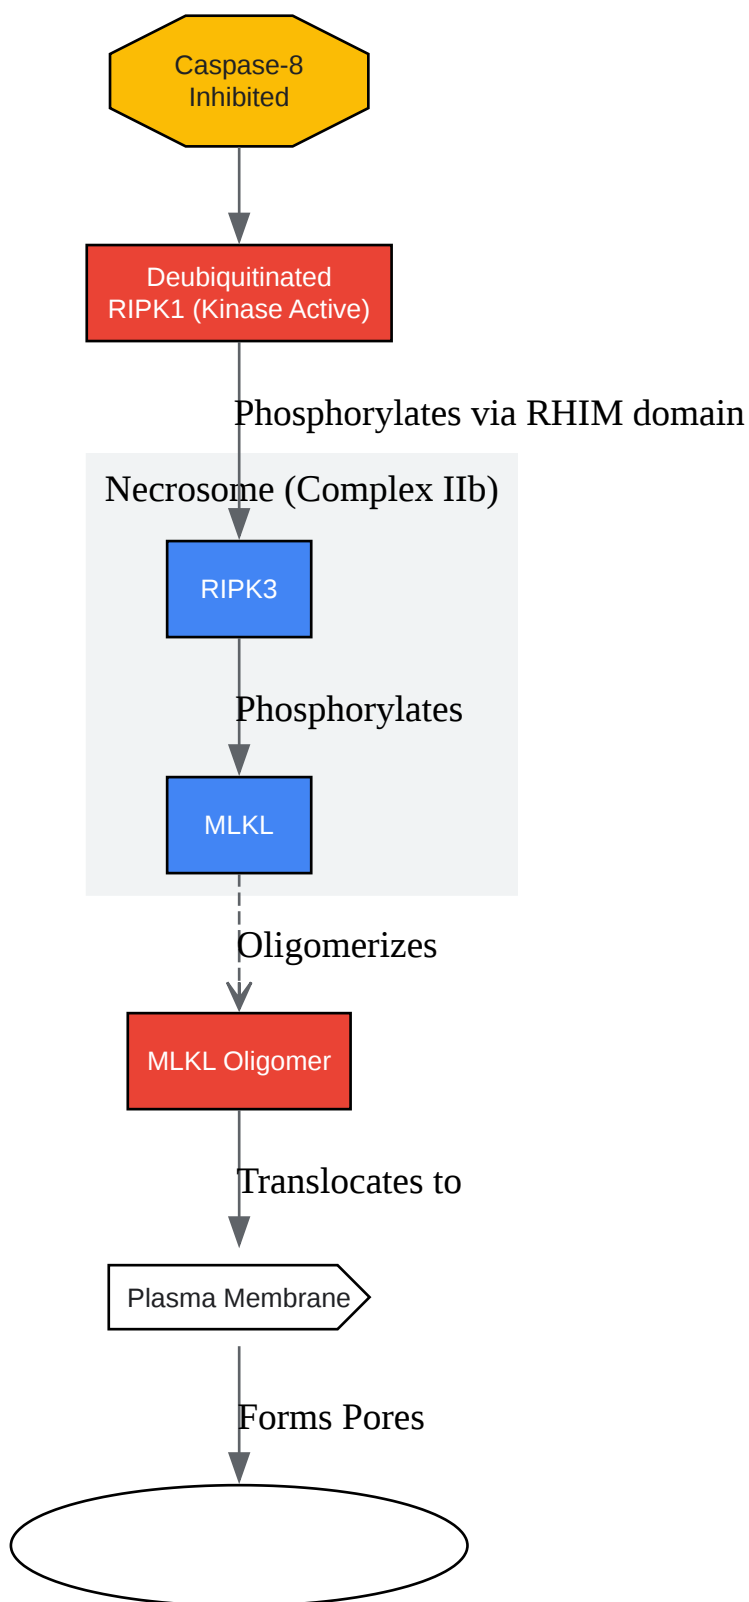 Caspase-8
Inhibited
Deubiquitinated
RIPK1 (Kinase Active)
Phosphorylates via RHIM domain
Necrosome (Complex IIb)
RIPK3
Phosphorylates
MLKL
Oligomerizes
MLKL Oligomer
Translocates to
Plasma Membrane
Forms Pores